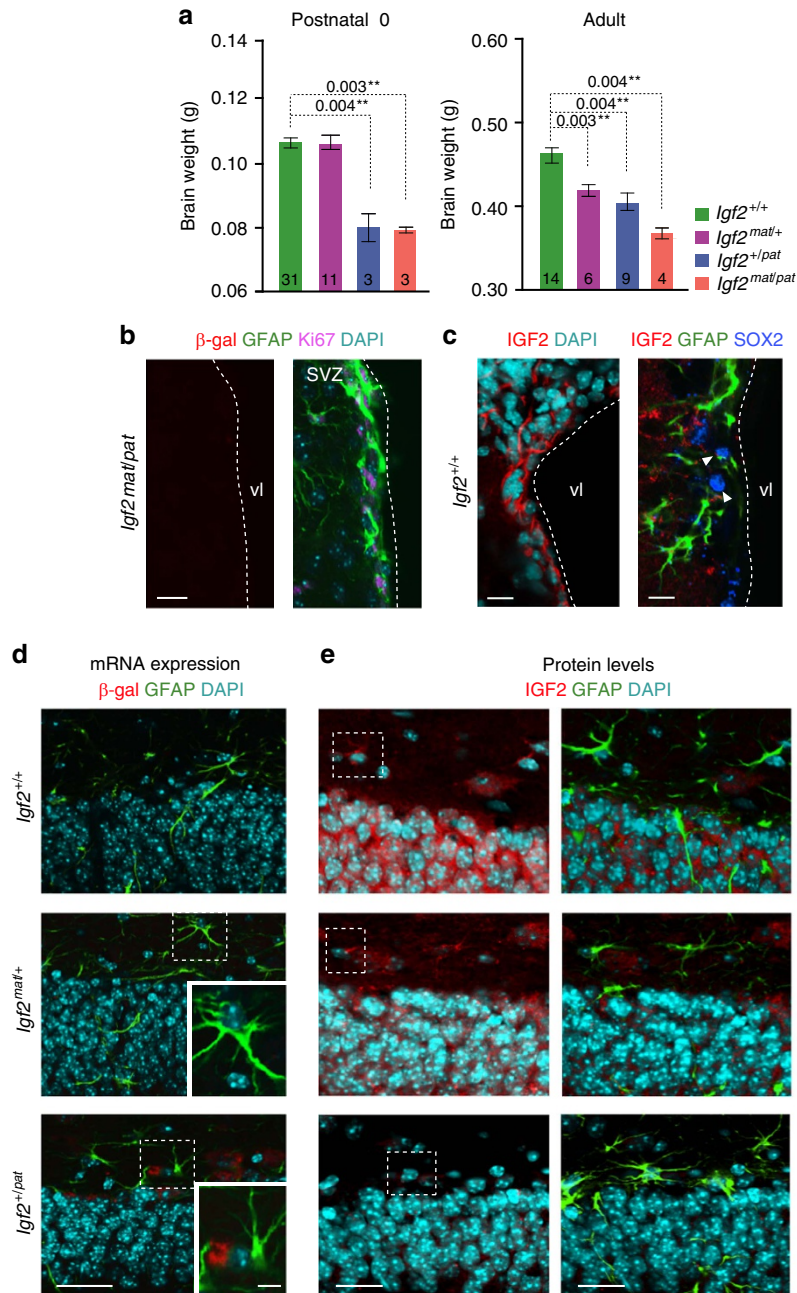 a
Postnatal 0
Adult
Brain weight (g)
0.14
0.12
0.10
0.08
0.06
0.003**
0.004**
31
11
3
3
Brain weight (g)
0.60
0.50
0.40
0.30
0.004**
0.004**
0.003**
14
6
9
4
Igf2+/+
Igf2mat/+
Igf2+/pat
Igf2mat/pat
b
β-gal GFAP Ki67 DAPI
Igf2 mat/pat
vl
SVZ
c
IGF2 DAPI
IGF2 GFAP SOX2
Igf2+/+
vl
vl
d
mRNA expression
β-gal GFAP DAPI
e
Protein levels
IGF2 GFAP DAPI
Igf2+/+
Igf2mat/+
Igf2+/pat